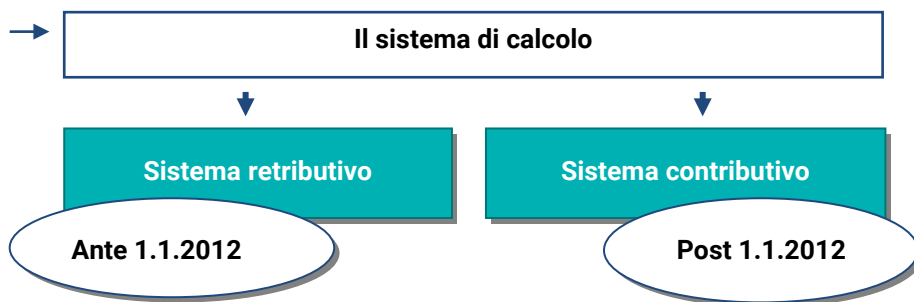 Il sistema di calcolo
Sistema retributivo
Sistema contributivo
Ante 1.1.2012
Post 1.1.2012